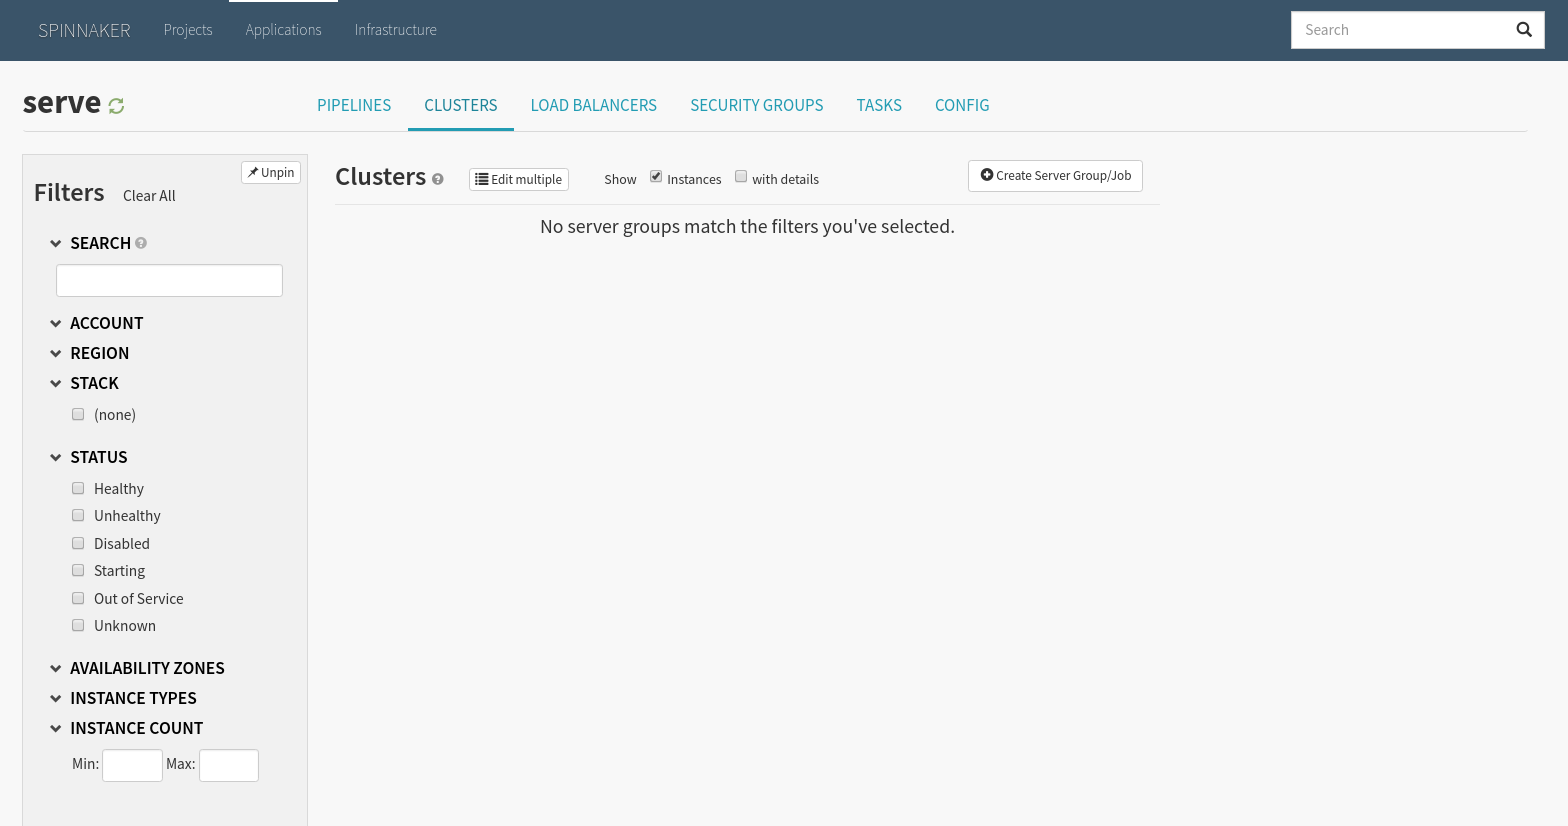 SPINNAKER Projects Applications Infrastructure Search
serve PIPELINES CLUSTERS LOAD BALANCERS SECURITY GROUPS TASKS CONFIG
Unpin
Filters Clear All
SEARCH
ACCOUNT
REGION
STACK
(none)
STATUS
Healthy
Unhealthy
Disabled
Starting
Out of Service
Unknown
AVAILABILITY ZONES
INSTANCE TYPES
INSTANCE COUNT
Min: Max:
Clusters Edit multiple Show Instances with details Create Server Group/Job
No server groups match the filters you've selected.